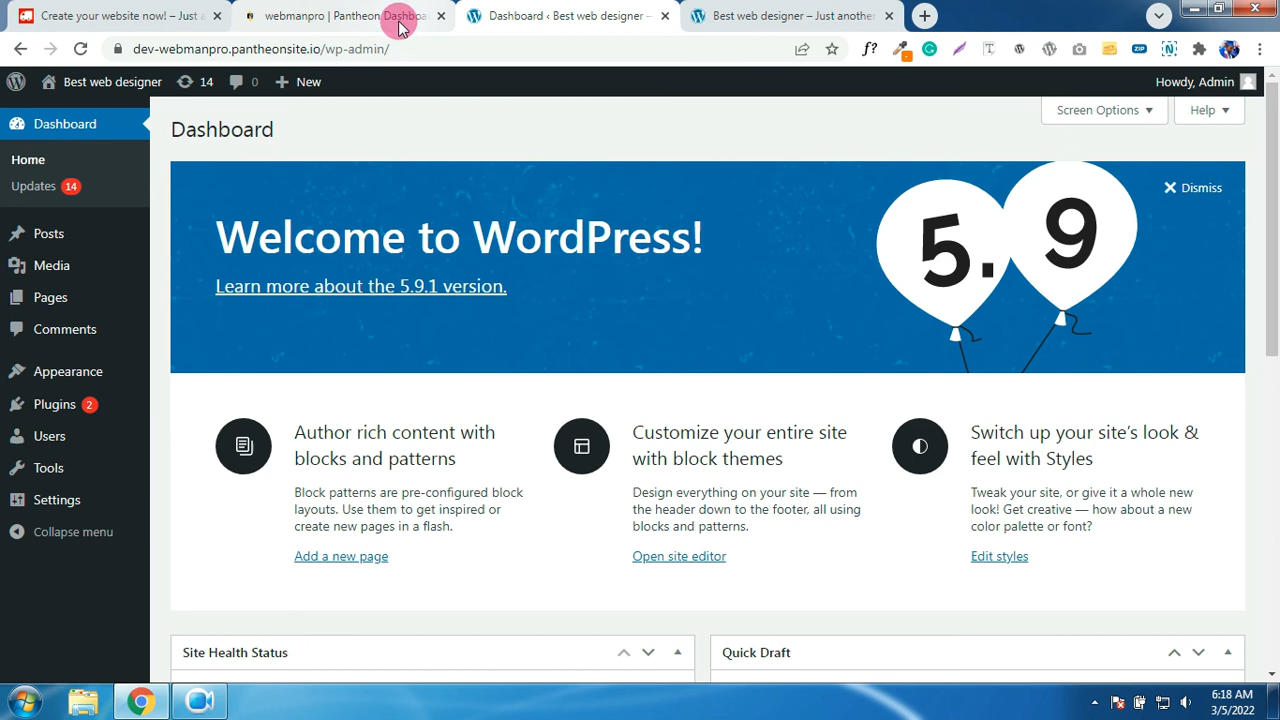 Create your website now! – Just a
webmanpro | Pantheon Dashboa
Dashboard ‹ Best web designer –
Best web designer – Just another
dev-webmanpro.pantheonsite.io/wp-admin/
f?
ZIP
N
Best web designer
14
0
New
Howdy, Admin
Dashboard
Home
Updates 14
Posts
Media
Pages
Comments
Appearance
Plugins 2
Users
Tools
Settings
Collapse menu
Screen Options
Help
Dashboard
Dismiss
Welcome to WordPress!
Learn more about the 5.9.1 version.
5.9
Author rich content with
blocks and patterns
Block patterns are pre-configured block
layouts. Use them to get inspired or
create new pages in a flash.
Add a new page
Customize your entire site
with block themes
Design everything on your site — from
the header down to the footer, all using
blocks and patterns.
Open site editor
Switch up your site’s look &
feel with Styles
Tweak your site, or give it a whole new
look! Get creative — how about a new
color palette or font?
Edit styles
Site Health Status
Quick Draft
6:18 AM
3/5/2022